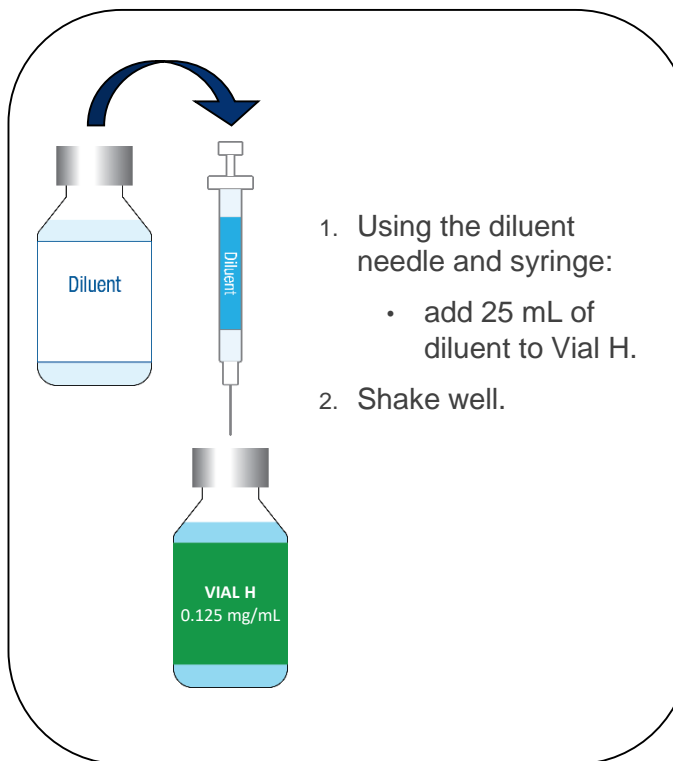 Diluent
Diluent
1. Using the diluent
needle and syringe:
• add 25 mL of
diluent to Vial H.
2. Shake well.
VIAL H
0.125 mg/mL